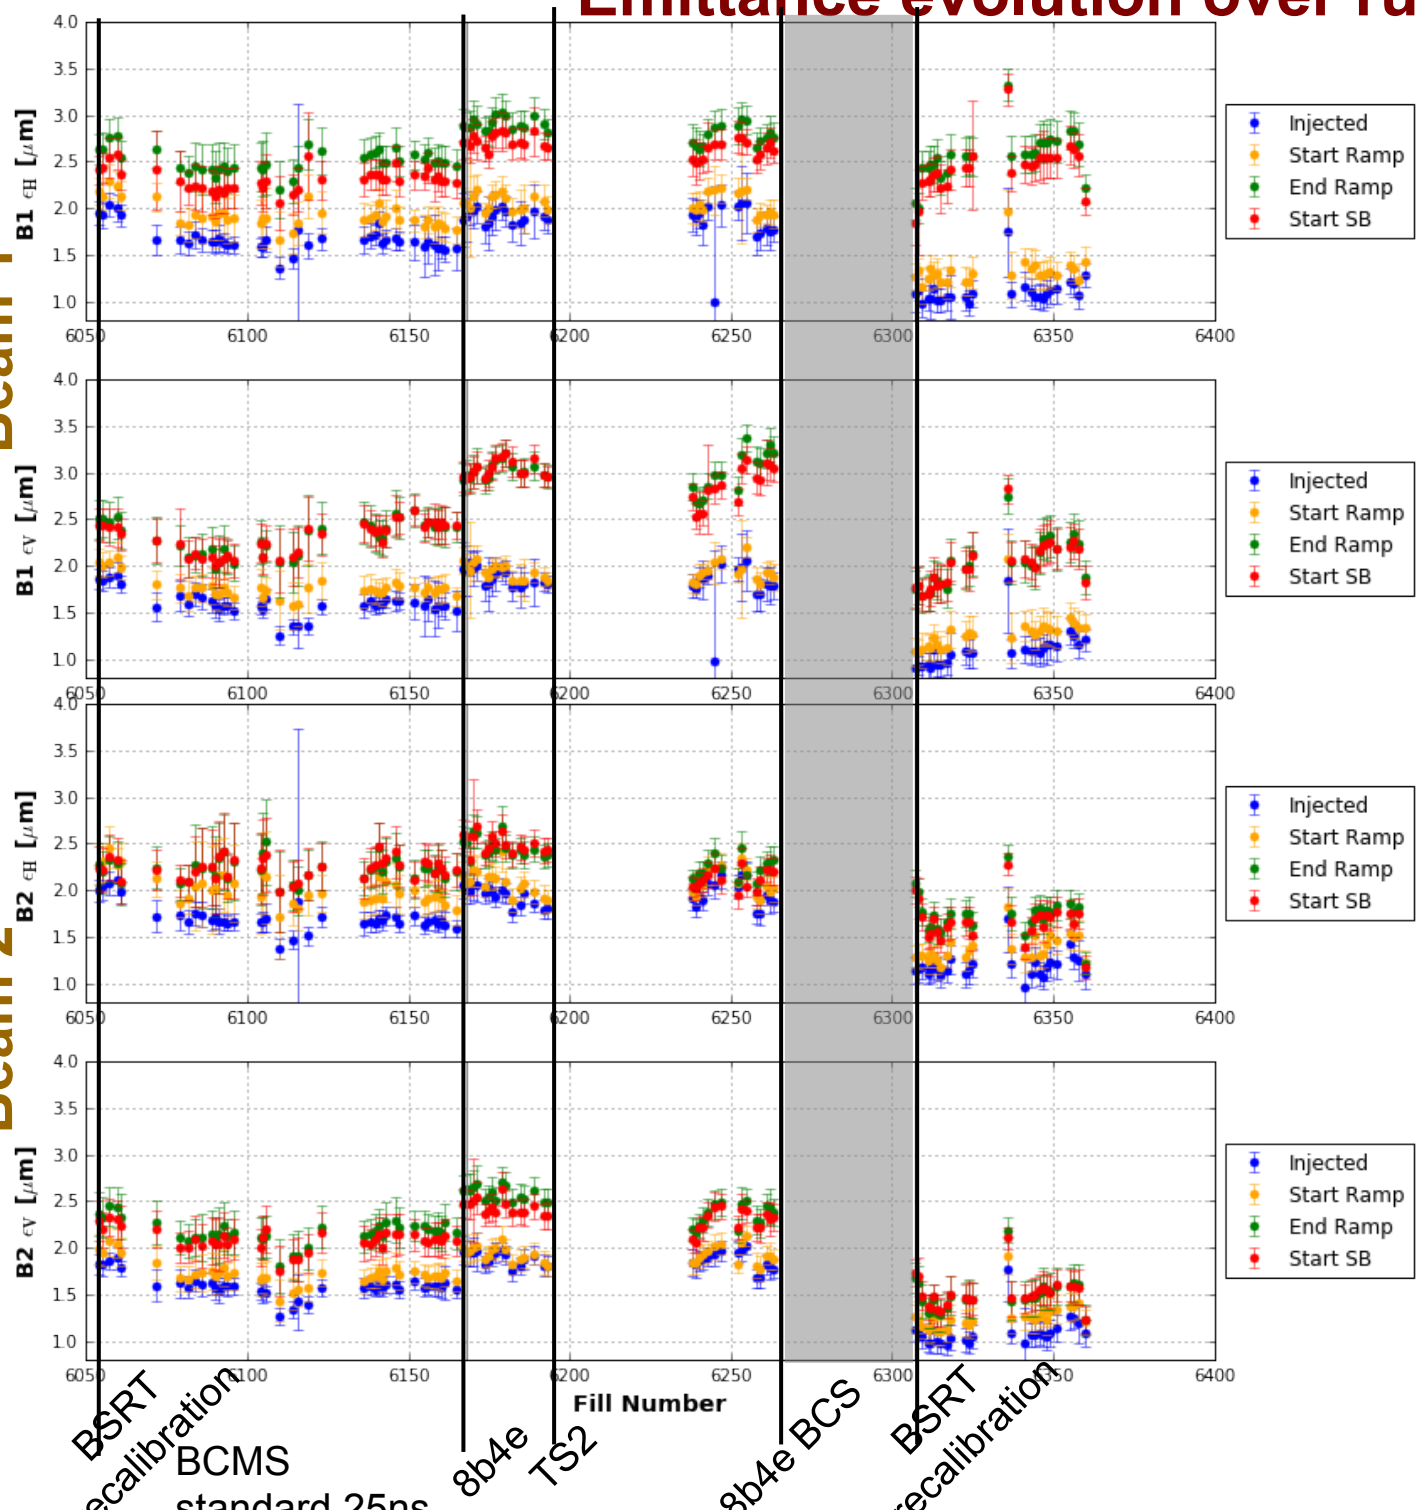 Emittance evolution over ru
4.0
3.5
3.0
2.5
2.0
1.5
1.0
B1 ϵH [μm]
6050 6100 6150 6200 6250 6300 6350 6400
Injected
Start Ramp
End Ramp
Start SB
Beam 1
4.0
3.5
3.0
2.5
2.0
1.5
1.0
B1 ϵV [μm]
6050 6100 6150 6200 6250 6300 6350 6400
Injected
Start Ramp
End Ramp
Start SB
4.0
3.5
3.0
2.5
2.0
1.5
1.0
B2 ϵH [μm]
6050 6100 6150 6200 6250 6300 6350 6400
Injected
Start Ramp
End Ramp
Start SB
Beam 2
4.0
3.5
3.0
2.5
2.0
1.5
1.0
B2 ϵV [μm]
6050 6100 6150 6200 6250 6300 6350 6400
Injected
Start Ramp
End Ramp
Start SB
Fill Number
BSRT
ecalibration
BCMS
standard 25ns
8b4e
TS2
8b4e BCS
BSRT
recalibration